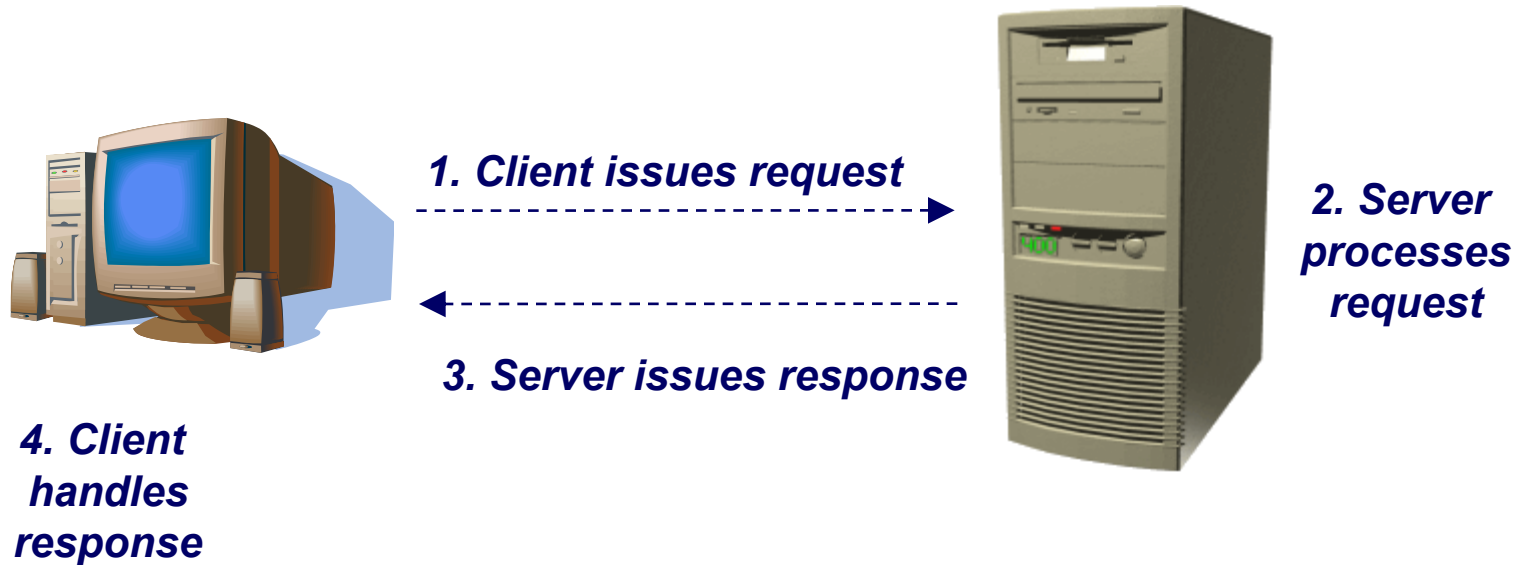 1. Client issues request
2. Server
processes
request
3. Server issues response
4. Client
handles
response